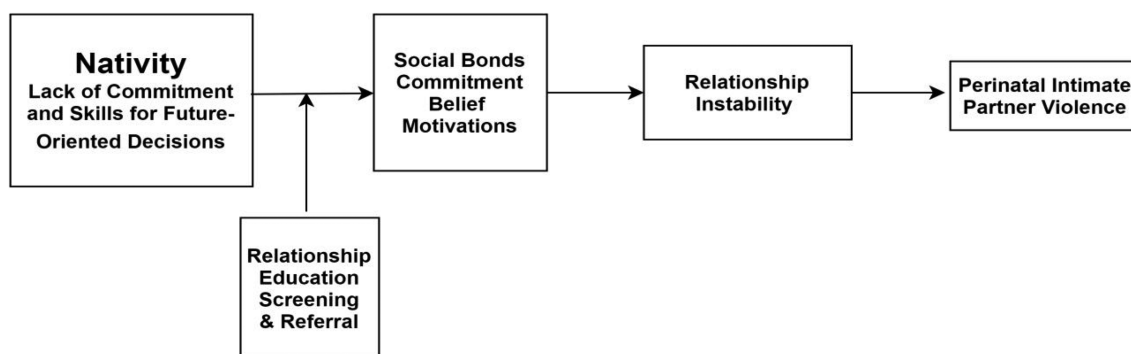 Nativity
Lack of Commitment
and Skills for Future-
Oriented Decisions
Social Bonds
Commitment
Belief
Motivations
Relationship
Instability
Perinatal Intimate
Partner Violence
Relationship
Education
Screening
& Referral